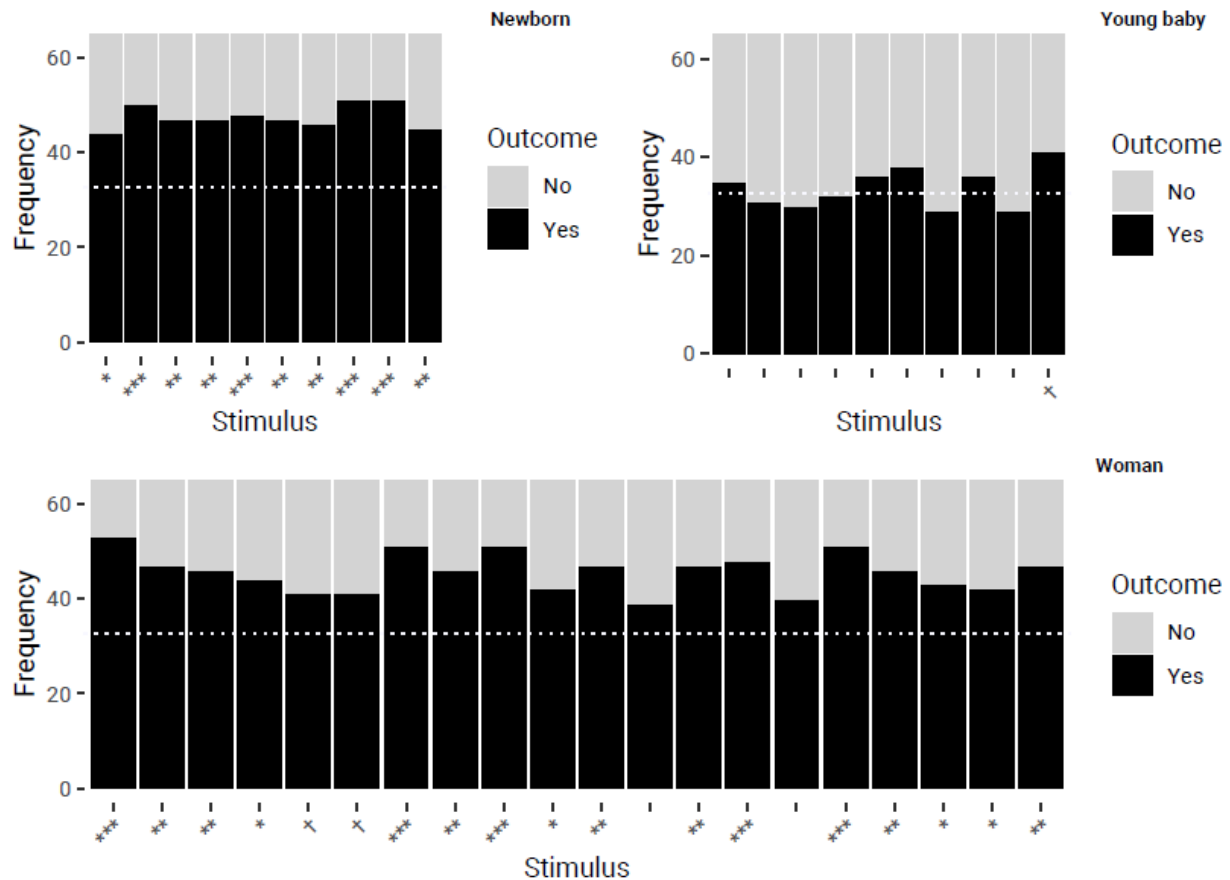 Newborn
60
40
20
0
Frequency
* *** ** ** *** ** ** *** *** **
Stimulus
Outcome
No
Yes
Young baby
60
40
20
0
Frequency
†
Stimulus
Outcome
No
Yes
Woman
60
40
20
0
Frequency
*** ** ** * † † *** ** *** * ** ** *** *** ** * * **
Stimulus
Outcome
No
Yes